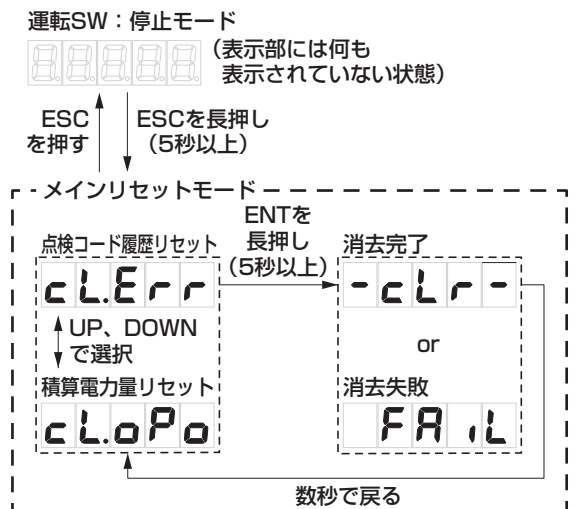 運転SW：停止モード
（表示部には何も
表示されていない状態）
ESC
を押す
ESCを長押し
（5秒以上）
メインリセットモード
点検コード履歴リセット
cL.Err
UP、DOWN
で選択
積算電力量リセット
cL.oPo
ENTを
長押し
（5秒以上）
消去完了
-cLr-
or
消去失敗
FAiL
数秒で戻る